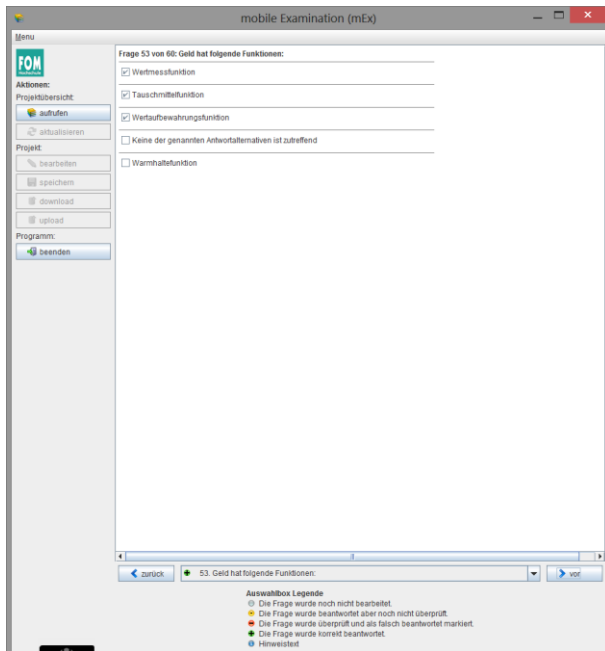 mobile Examination (mEx)
Menu
FOM
Hochschule
Aktionen:
Projektübersicht:
aufrufen
aktualisieren
Projekt:
bearbeiten
speichern
download
upload
Programm:
beenden
Frage 53 von 60: Geld hat folgende Funktionen:
Wertmessfunktion
Tauschmittelfunktion
Wertaufbewahrungsfunktion
Keine der genannten Antwortalternativen ist zutreffend
Warmhaltefunktion
zurück
53. Geld hat folgende Funktionen:
vor
Auswahlbox Legende
Die Frage wurde noch nicht bearbeitet.
Die Frage wurde beantwortet aber noch nicht überprüft.
Die Frage wurde überprüft und als falsch beantwortet markiert.
Die Frage wurde korrekt beantwortet.
Hinweistext